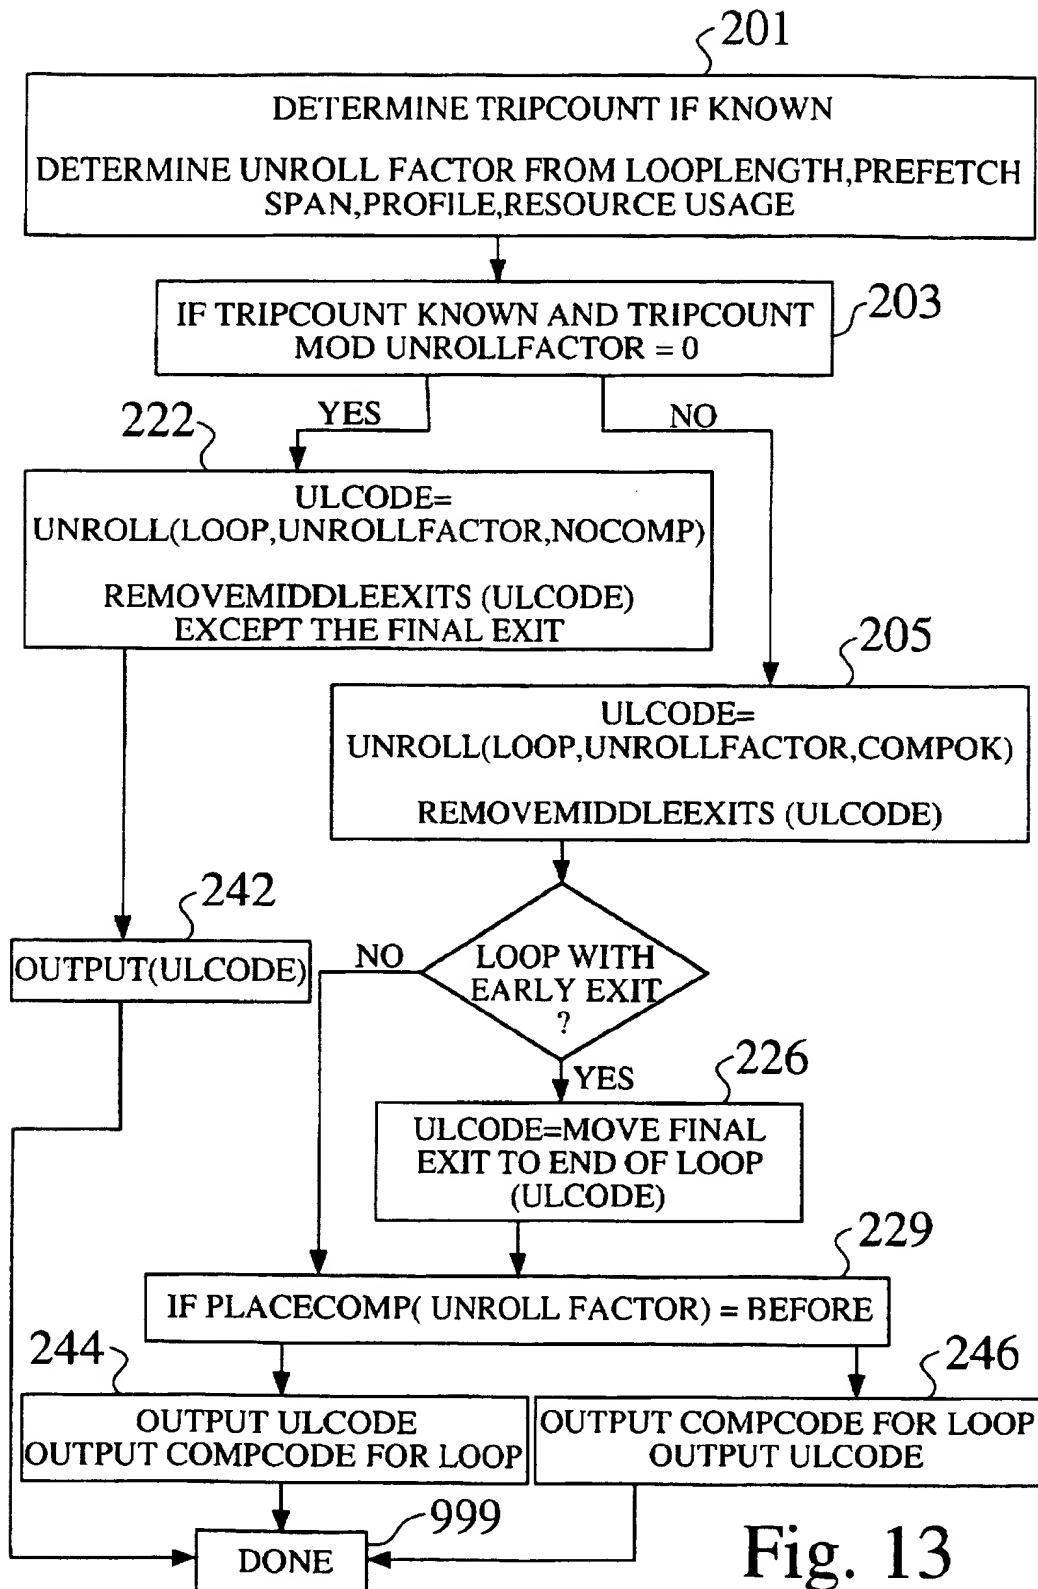 201
DETERMINE TRIPCOUNT IF KNOWN
DETERMINE UNROLL FACTOR FROM LOOPLENGTH,PREFETCH
SPAN,PROFILE,RESOURCE USAGE
IF TRIPCOUNT KNOWN AND TRIPCOUNT
MOD UNROLLFACTOR = 0
203
YES
NO
222
ULCODE=
UNROLL(LOOP,UNROLLFACTOR,NOCOMP)
REMOVEMIDDLEEXITS (ULCODE)
EXCEPT THE FINAL EXIT
205
ULCODE=
UNROLL(LOOP,UNROLLFACTOR,COMPOK)
REMOVEMIDDLEEXITS (ULCODE)
242
OUTPUT(ULCODE)
NO
LOOP WITH
EARLY EXIT
?
YES
226
ULCODE=MOVE FINAL
EXIT TO END OF LOOP
(ULCODE)
229
IF PLACECOMP( UNROLL FACTOR) = BEFORE
244
OUTPUT ULCODE
OUTPUT COMPCODE FOR LOOP
246
OUTPUT COMPCODE FOR LOOP
OUTPUT ULCODE
999
DONE
Fig. 13